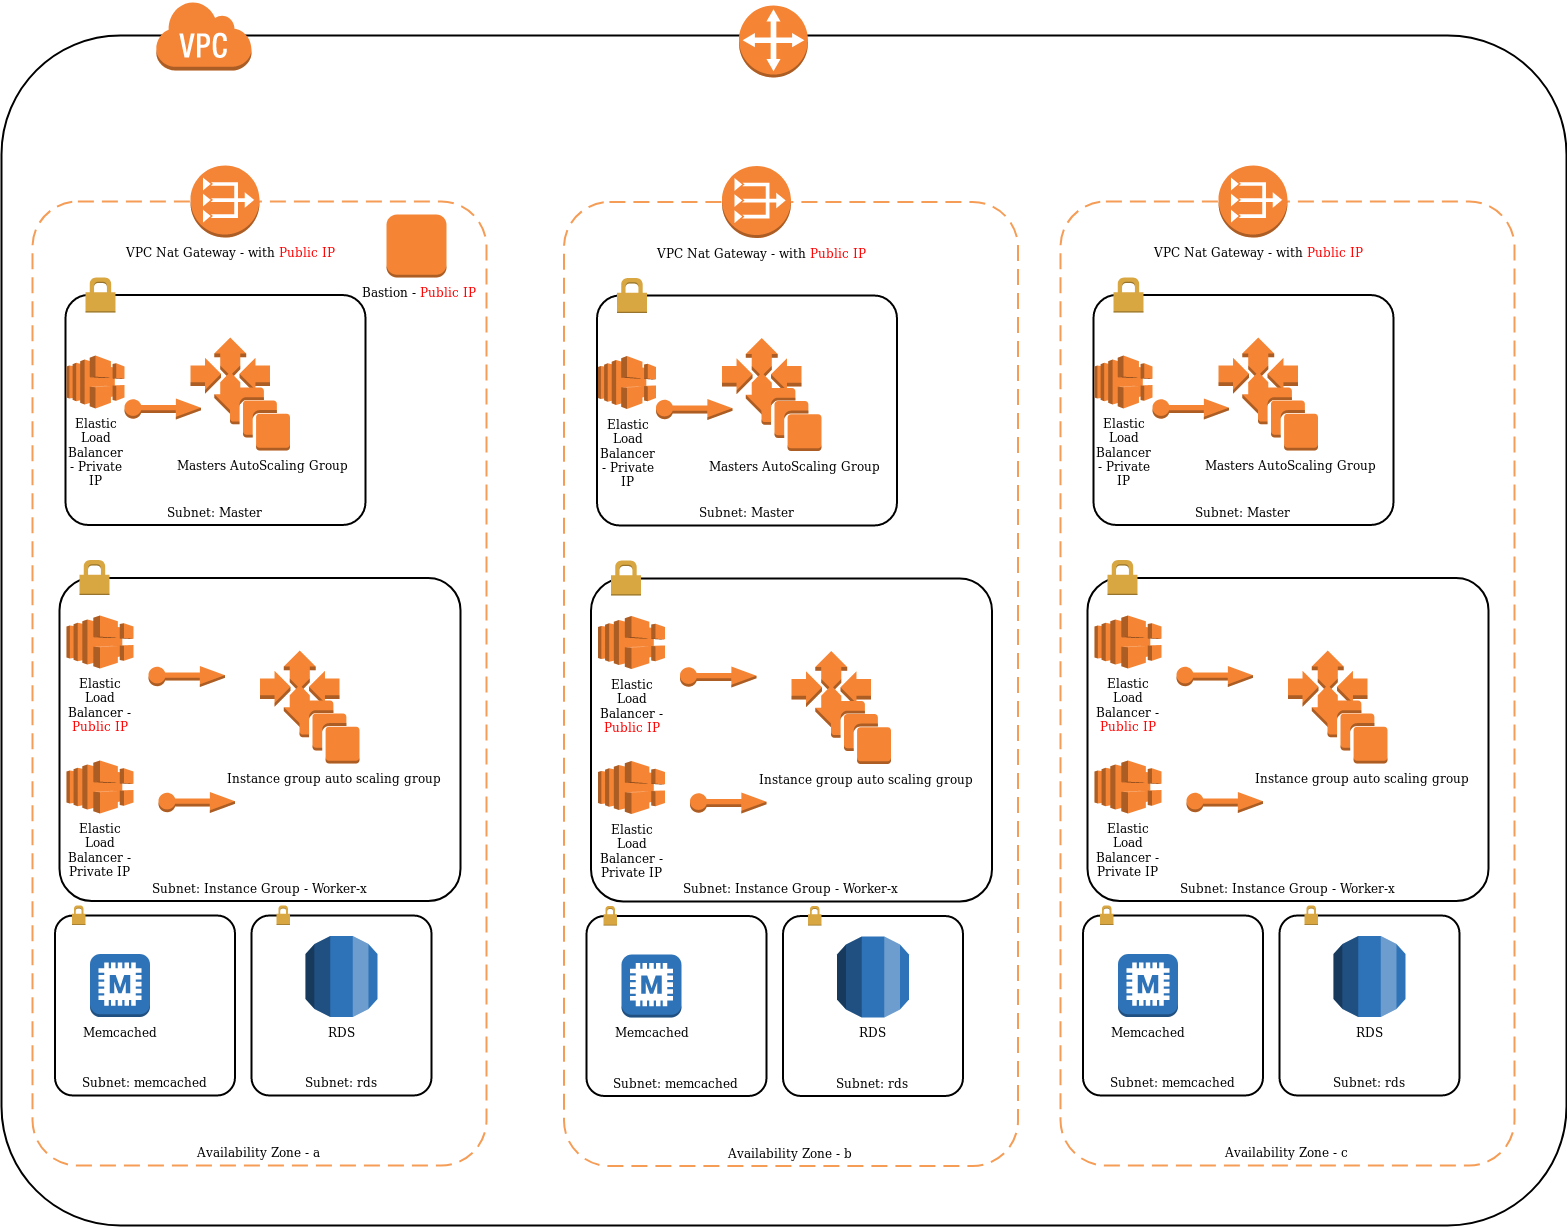 VPC
VPC Nat Gateway - with Public IP
Bastion - Public IP
Elastic
Load
Balancer
- Private
IP
Masters AutoScaling Group
Subnet: Master
Elastic
Load
Balancer -
Public IP
Instance group auto scaling group
Elastic
Load
Balancer -
Private IP
Subnet: Instance Group - Worker-x
M
Memcached
Subnet: memcached
RDS
Subnet: rds
Availability Zone - a
VPC Nat Gateway - with Public IP
Elastic
Load
Balancer
- Private
IP
Masters AutoScaling Group
Subnet: Master
Elastic
Load
Balancer -
Public IP
Instance group auto scaling group
Elastic
Load
Balancer -
Private IP
Subnet: Instance Group - Worker-x
M
Memcached
Subnet: memcached
RDS
Subnet: rds
Availability Zone - b
VPC Nat Gateway - with Public IP
Elastic
Load
Balancer
- Private
IP
Masters AutoScaling Group
Subnet: Master
Elastic
Load
Balancer -
Public IP
Instance group auto scaling group
Elastic
Load
Balancer -
Private IP
Subnet: Instance Group - Worker-x
M
Memcached
Subnet: memcached
RDS
Subnet: rds
Availability Zone - c